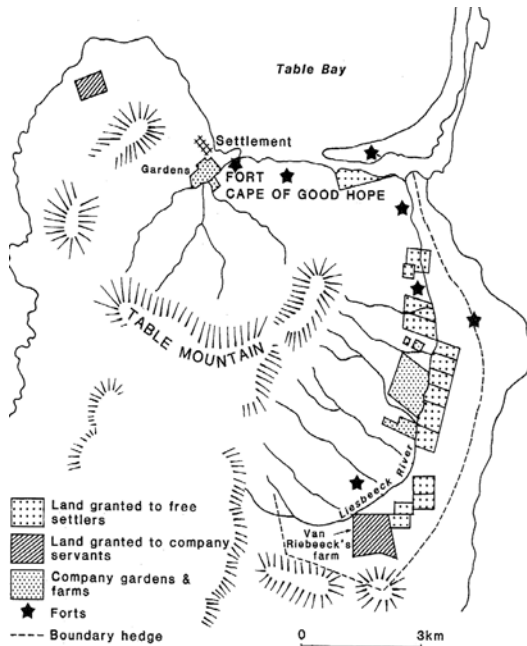 Table Bay
Settlement
Gardens
FORT
CAPE OF GOOD HOPE
TABLE MOUNTAIN
Liesbeeck River
Van
Riebeeck's
farm
Land granted to free
settlers
Land granted to company
servants
Company gardens &
farms
Forts
Boundary hedge
0 3km